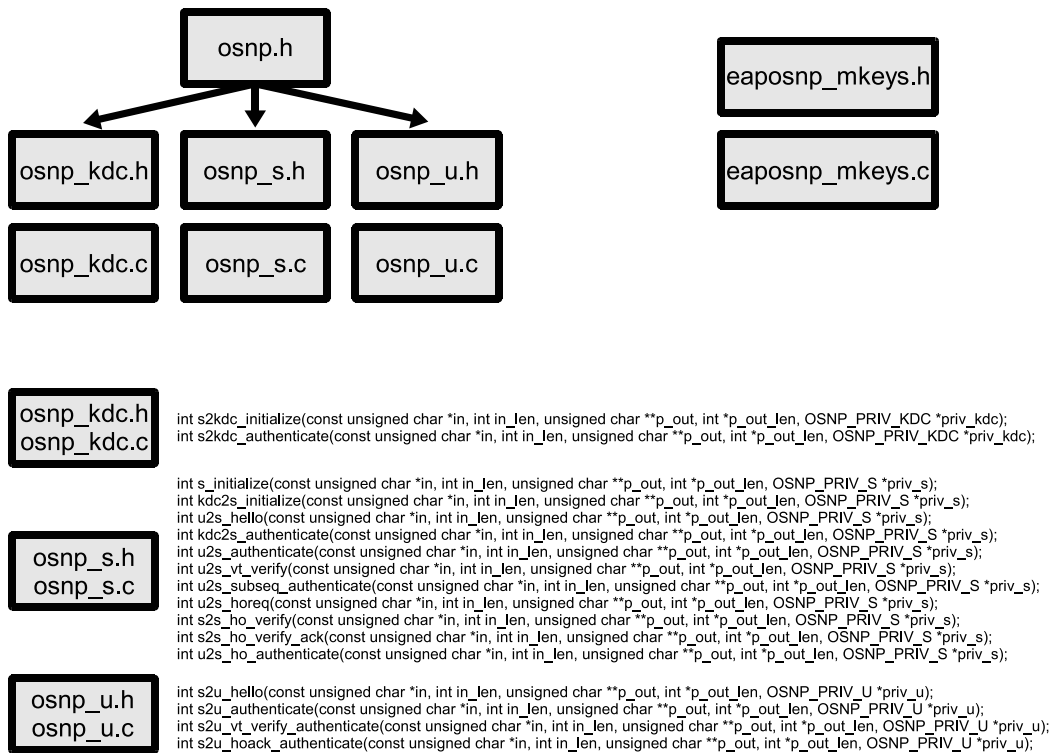 osnp.h
eaposnp_mkeys.h
osnp_kdc.h
osnp_s.h
osnp_u.h
eaposnp_mkeys.c
osnp_kdc.c
osnp_s.c
osnp_u.c
osnp_kdc.h
osnp_kdc.c
int s2kdc_initialize(const unsigned char *in, int in_len, unsigned char **p_out, int *p_out_len, OSNP_PRIV_KDC *priv_kdc);
int s2kdc_authenticate(const unsigned char *in, int in_len, unsigned char **p_out, int *p_out_len, OSNP_PRIV_KDC *priv_kdc);
osnp_s.h
osnp_s.c
int s_initialize(const unsigned char *in, int in_len, unsigned char **p_out, int *p_out_len, OSNP_PRIV_S *priv_s);
int kdc2s_initialize(const unsigned char *in, int in_len, unsigned char **p_out, int *p_out_len, OSNP_PRIV_S *priv_s);
int u2s_hello(const unsigned char *in, int in_len, unsigned char **p_out, int *p_out_len, OSNP_PRIV_S *priv_s);
int kdc2s_authenticate(const unsigned char *in, int in_len, unsigned char **p_out, int *p_out_len, OSNP_PRIV_S *priv_s);
int u2s_authenticate(const unsigned char *in, int in_len, unsigned char **p_out, int *p_out_len, OSNP_PRIV_S *priv_s);
int u2s_vt_verify(const unsigned char *in, int in_len, unsigned char **p_out, int *p_out_len, OSNP_PRIV_S *priv_s);
int u2s_subseq_authenticate(const unsigned char *in, int in_len, unsigned char **p_out, int *p_out_len, OSNP_PRIV_S *priv_s);
int u2s_horeq(const unsigned char *in, int in_len, unsigned char **p_out, int *p_out_len, OSNP_PRIV_S *priv_s);
int s2s_ho_verify(const unsigned char *in, int in_len, unsigned char **p_out, int *p_out_len, OSNP_PRIV_S *priv_s);
int s2s_ho_verify_ack(const unsigned char *in, int in_len, unsigned char **p_out, int *p_out_len, OSNP_PRIV_S *priv_s);
int u2s_ho_authenticate(const unsigned char *in, int in_len, unsigned char **p_out, int *p_out_len, OSNP_PRIV_S *priv_s);
osnp_u.h
osnp_u.c
int s2u_hello(const unsigned char *in, int in_len, unsigned char **p_out, int *p_out_len, OSNP_PRIV_U *priv_u);
int s2u_authenticate(const unsigned char *in, int in_len, unsigned char **p_out, int *p_out_len, OSNP_PRIV_U *priv_u);
int s2u_vt_verify_authenticate(const unsigned char *in, int in_len, unsigned char **p_out, int *p_out_len, OSNP_PRIV_U *priv_u);
int s2u_hoack_authenticate(const unsigned char *in, int in_len, unsigned char **p_out, int *p_out_len, OSNP_PRIV_U *priv_u);